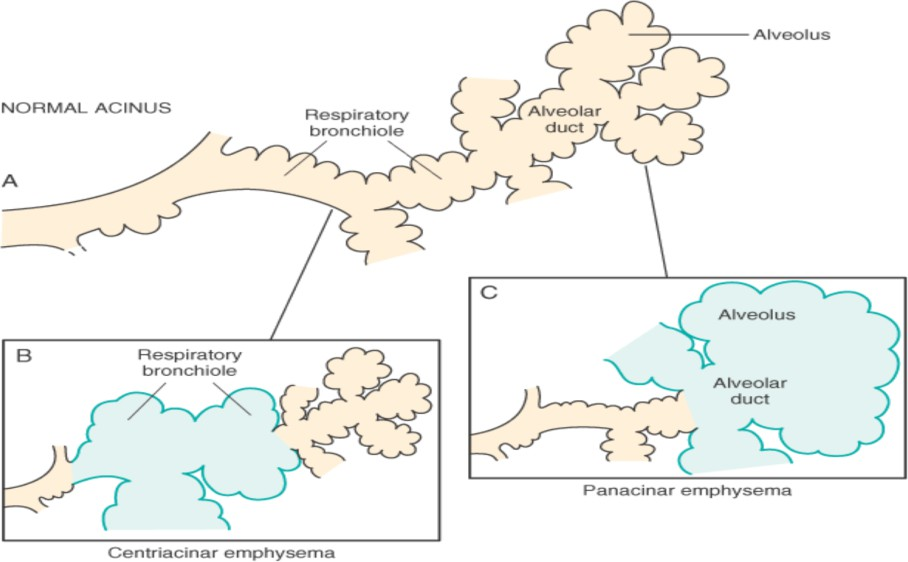 Alveolus
NORMAL ACINUS
Respiratory
bronchiole
Alveolar
duct
A
B
Respiratory
bronchiole
Centriacinar emphysema
C
Alveolus
Alveolar
duct
Panacinar emphysema